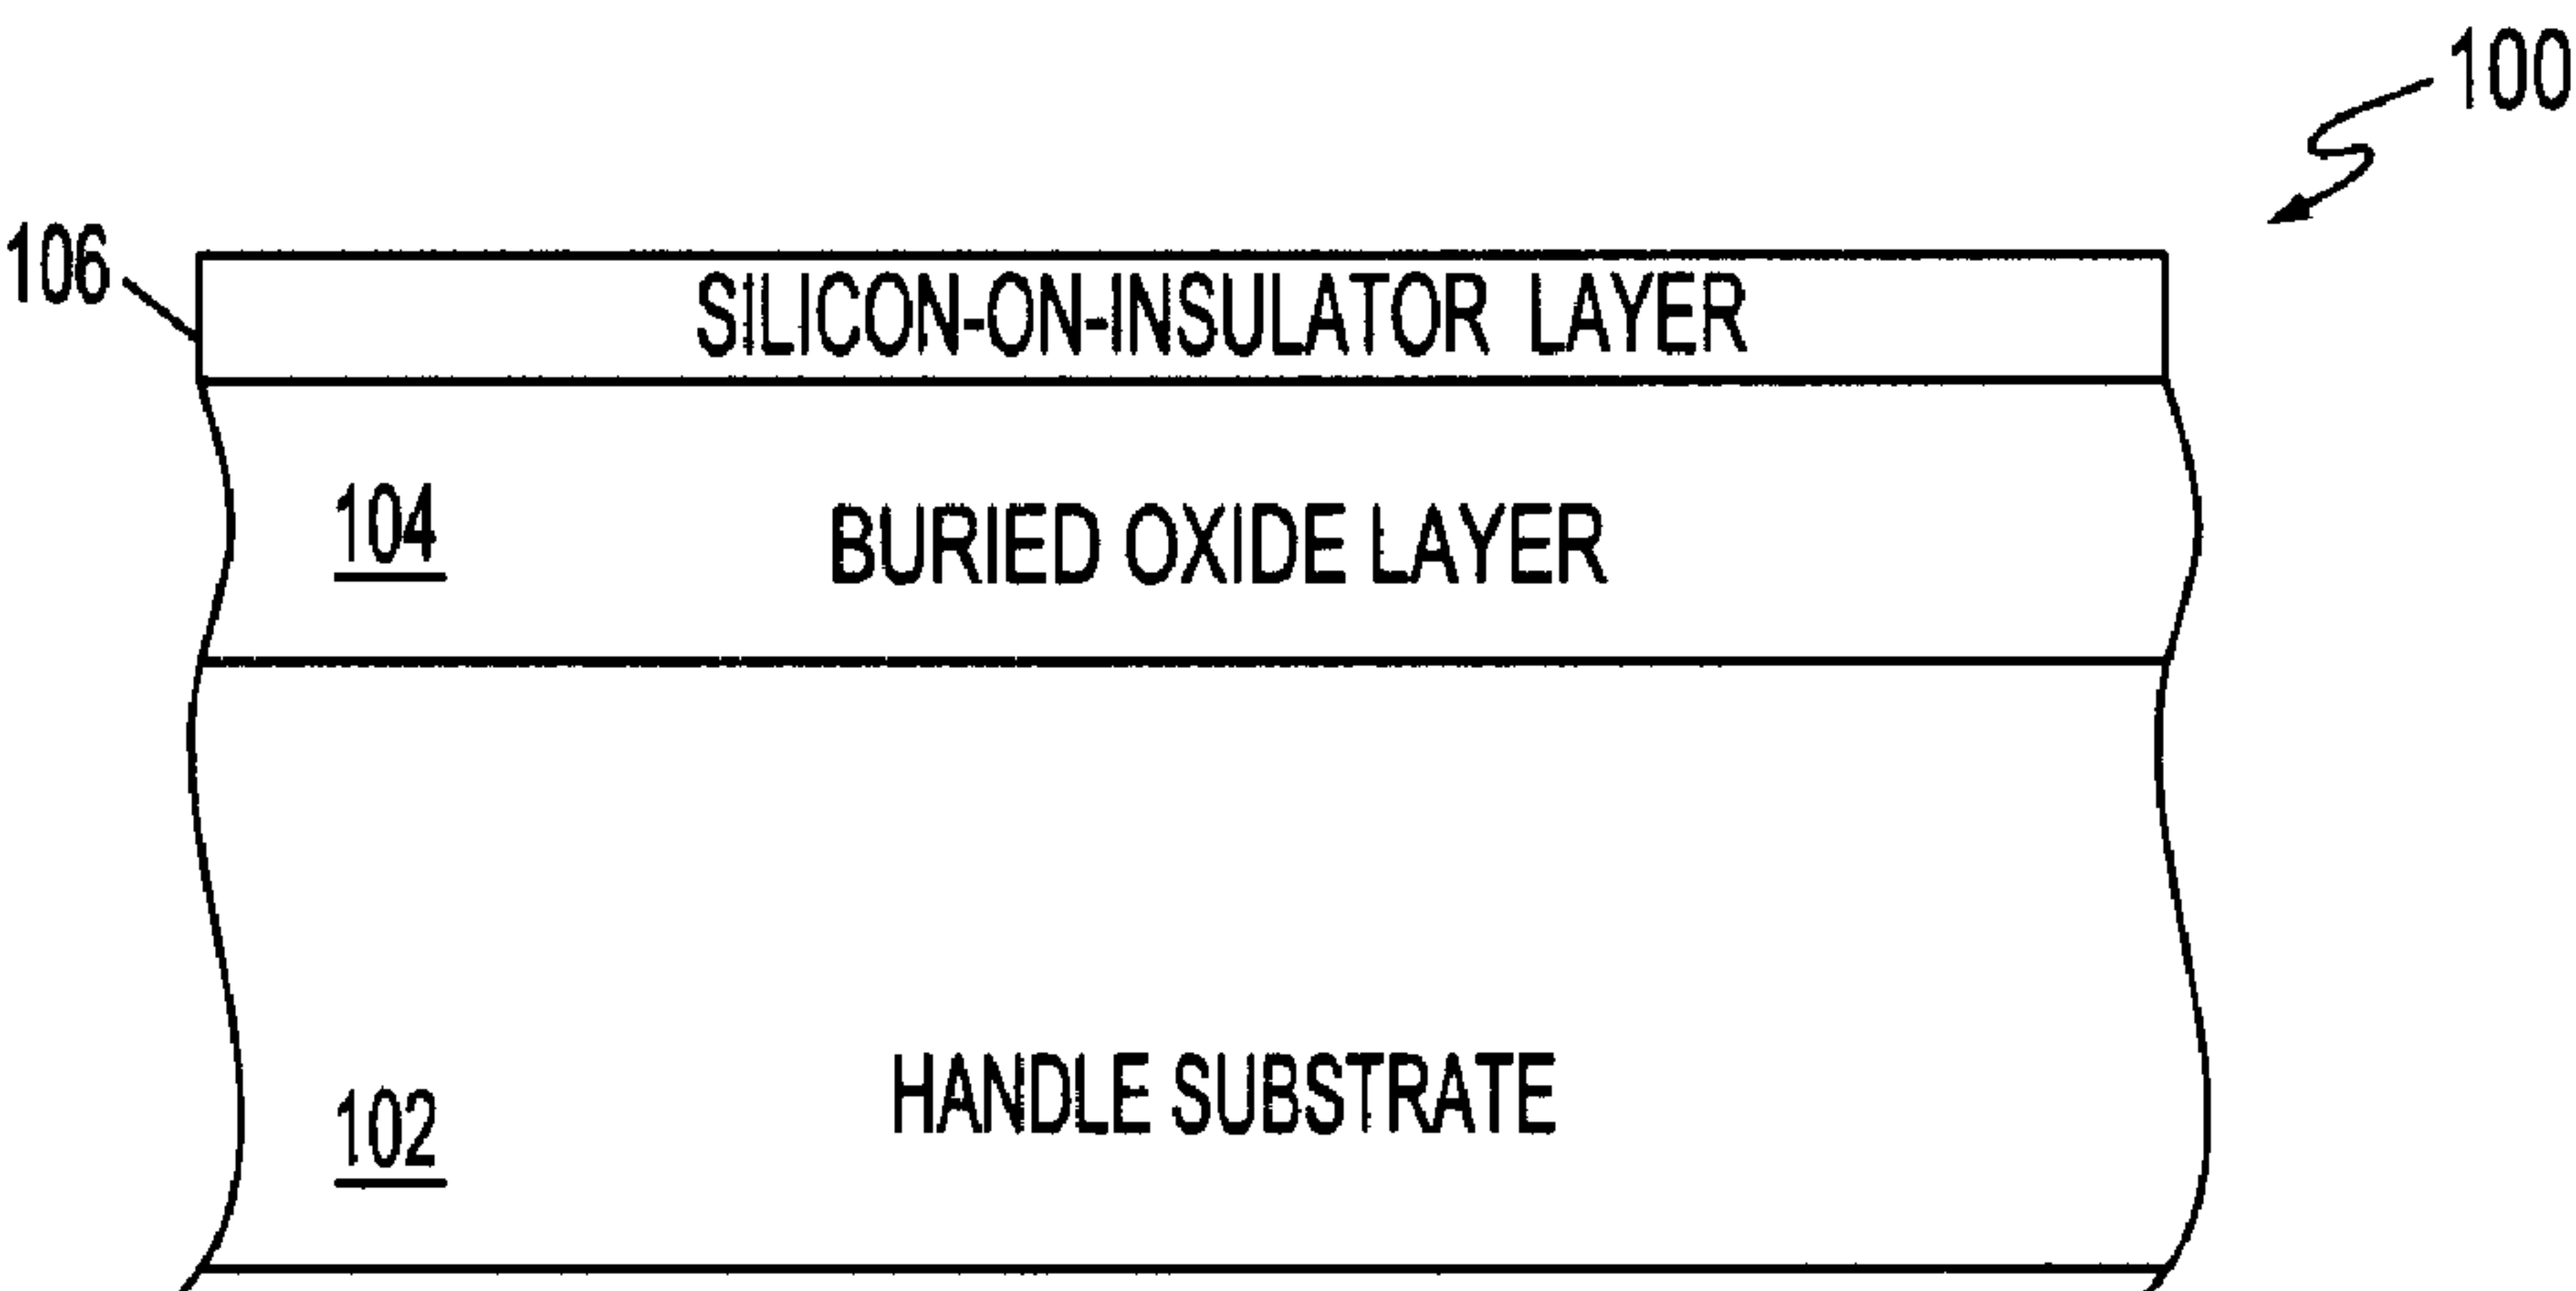 100
106
SILICON-ON-INSULATOR LAYER
104
BURIED OXIDE LAYER
HANDLE SUBSTRATE
102